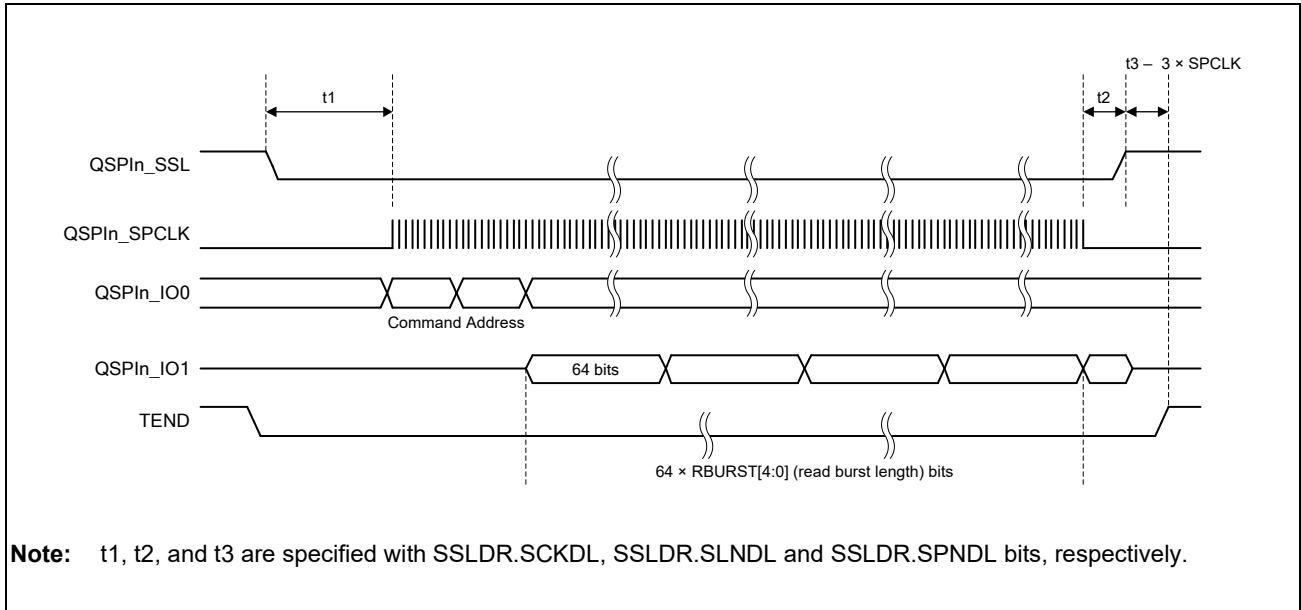 t3 – 3 × SPCLK
t1
t2
QSPIn_SSL
QSPIn_SPCLK
QSPIn_IO0
Command Address
QSPIn_IO1
64 bits
TEND
64 × RBURST[4:0] (read burst length) bits
Note: t1, t2, and t3 are specified with SSLDR.SCKDL, SSLDR.SLNDL and SSLDR.SPNDL bits, respectively.